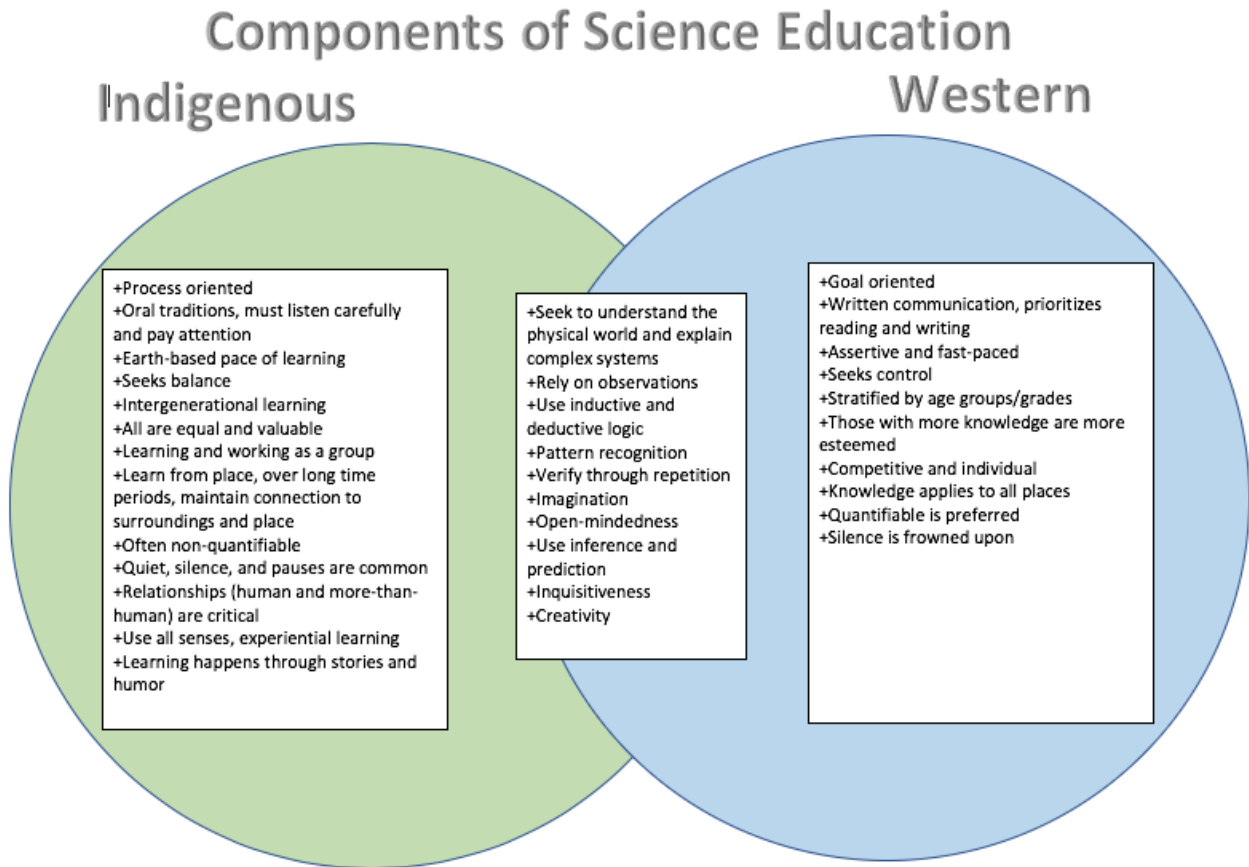 Components of Science Education
Indigenous
Western
+Process oriented
+Oral traditions, must listen carefully
and pay attention
+Earth-based pace of learning
+Seeks balance
+Intergenerational learning
+All are equal and valuable
+Learning and working as a group
+Learn from place, over long time
periods, maintain connection to
surroundings and place
+Often non-quantifiable
+Quiet, silence, and pauses are common
+Relationships (human and more-than-
human) are critical
+Use all senses, experiential learning
+Learning happens through stories and
humor
+Seek to understand the
physical world and explain
complex systems
+Rely on observations
+Use inductive and
deductive logic
+Pattern recognition
+Verify through repetition
+Imagination
+Open-mindedness
+Use inference and
prediction
+Inquisitiveness
+Creativity
+Goal oriented
+Written communication, prioritizes
reading and writing
+Assertive and fast-paced
+Seeks control
+Stratified by age groups/grades
+Those with more knowledge are more
esteemed
+Competitive and individual
+Knowledge applies to all places
+Quantifiable is preferred
+Silence is frowned upon